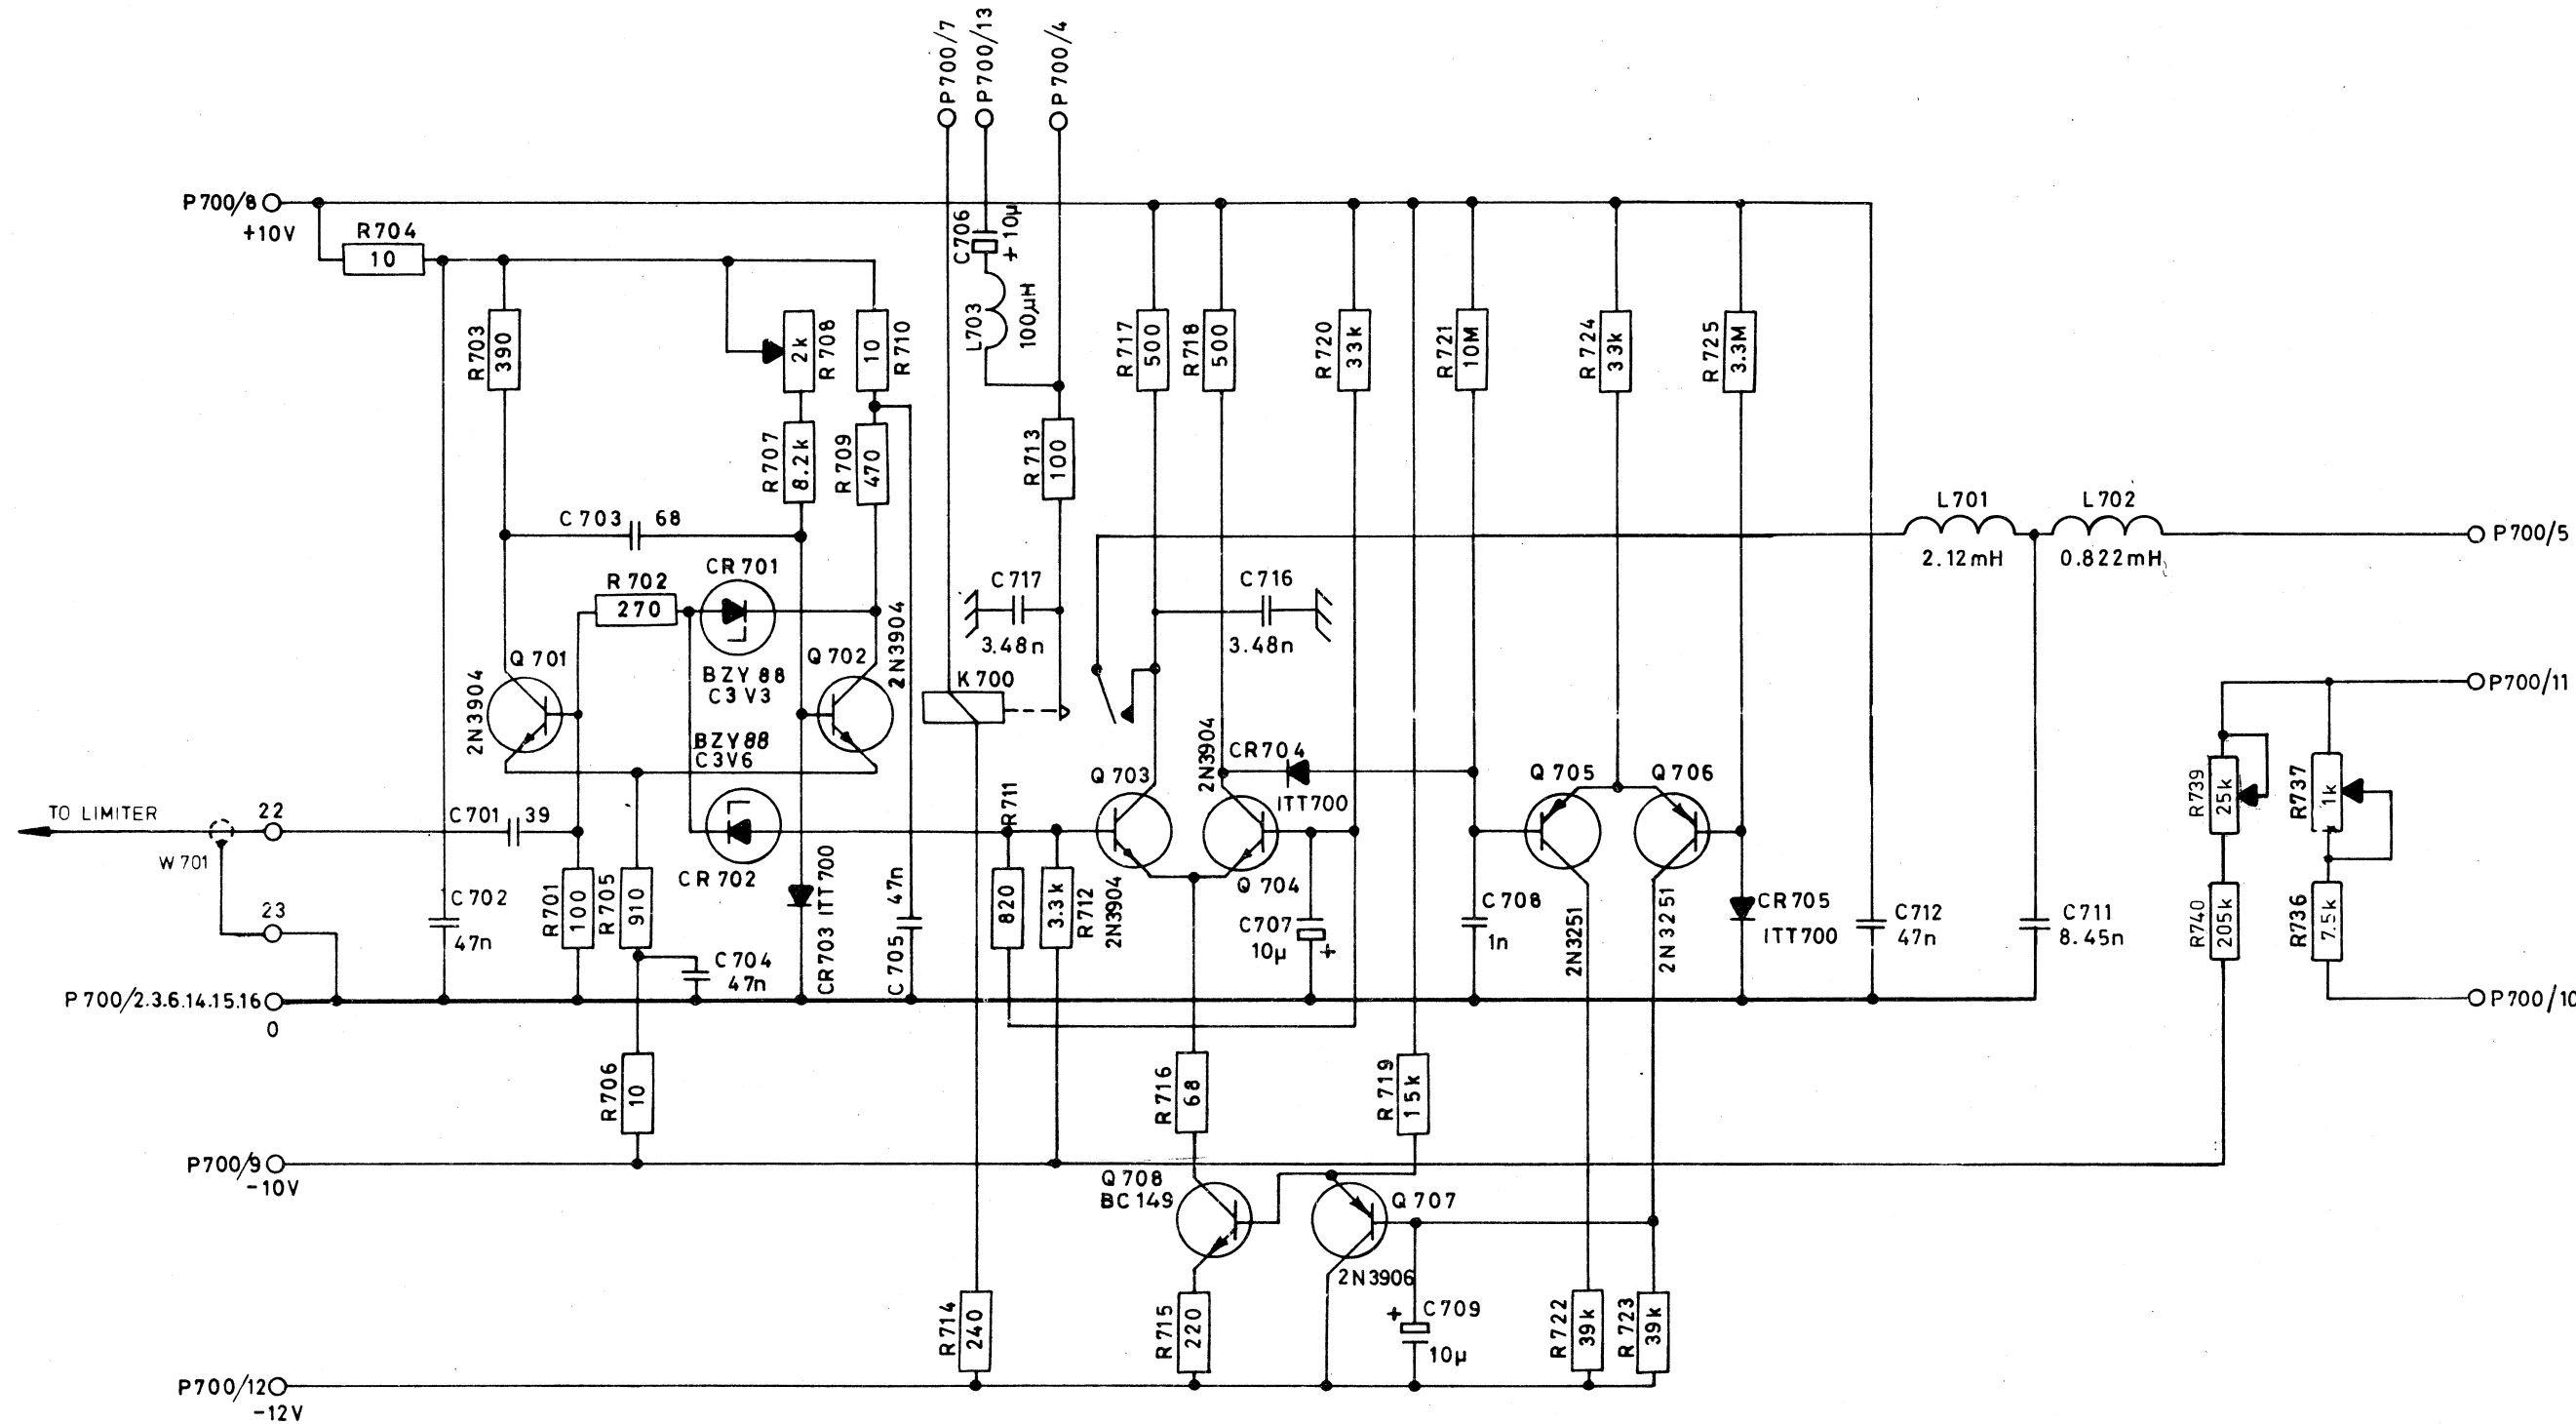 P700/7
P700/13
P700/4
P700/8
+10V
R704
10
C706
+ 10µ
L703
100µH
R703
390
2k
R708
10
R710
R717
500
R718
500
R720
33k
R721
10M
R724
33k
R725
3.3M
R707
8.2k
R709
470
R713
100
C703 68
L701
2.12mH
L702
0.822mH
P700/5
R702
270
CR701
BZY 88
C3V3
C717
3.48n
C716
3.48n
Q701
2N3904
Q702
2N3904
K700
P700/11
BZY88
C3V6
CR702
Q703
2N3904
2N3904
Q704
CR704
ITT700
Q705
2N3251
Q706
2N3251
R739
25k
R737
1k
TO LIMITER
W701
22
23
C701 39
R711
820
3.3k
R712
C702
47n
R701
100
R705
910
C704
47n
CR703 ITT700
C705 47n
C707
10µ
+
C708
1n
CR705
ITT700
C712
47n
C711
8.45n
R740
205k
R736
7.5k
P700/2.3.6.14.15.16
0
P700/10
R706
10
R716
68
R719
15k
P700/9
-10V
Q708
BC149
Q707
2N3906
R714
240
R715
220
+ C709
10µ
R722
39k
R723
39k
P700/12
-12V